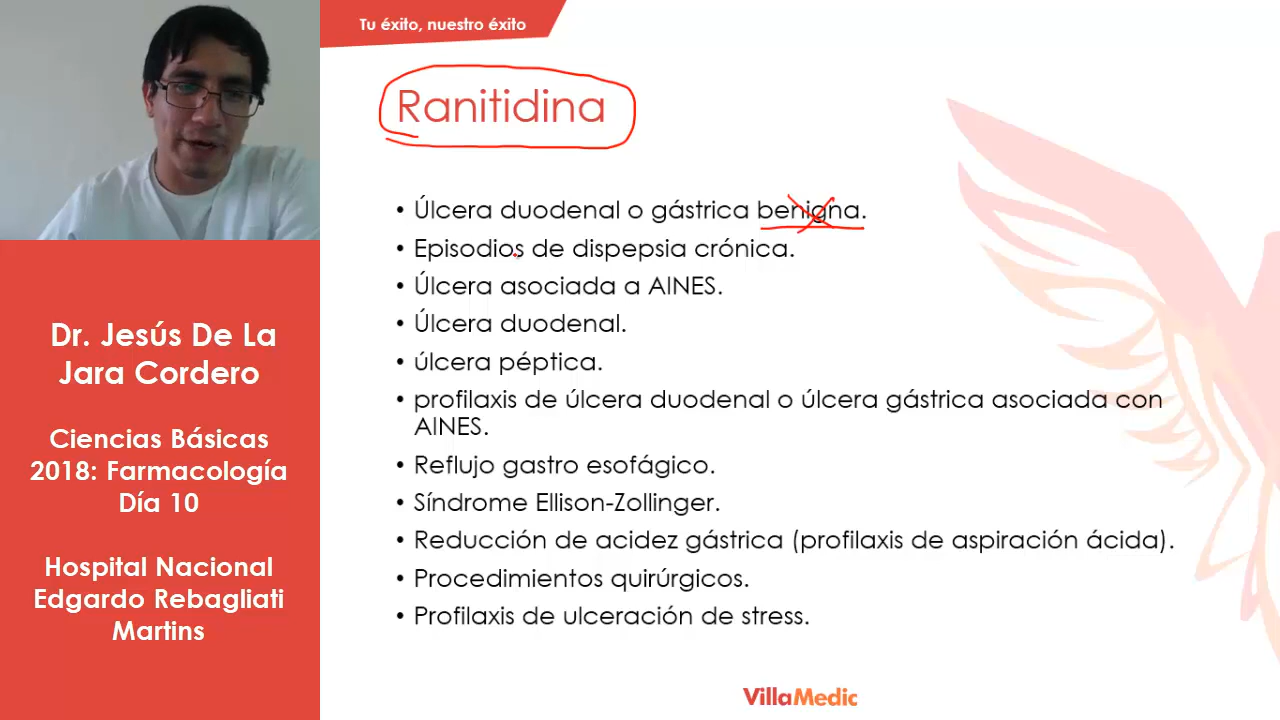 Tu éxito, nuestro éxito
Ranitidina
• Úlcera duodenal o gástrica benigna.
• Episodios de dispepsia crónica.
• Úlcera asociada a AINES.
• Úlcera duodenal.
• úlcera péptica.
• profilaxis de úlcera duodenal o úlcera gástrica asociada con
AINES.
• Reflujo gastro esofágico.
• Síndrome Ellison-Zollinger.
• Reducción de acidez gástrica (profilaxis de aspiración ácida).
• Procedimientos quirúrgicos.
• Profilaxis de ulceración de stress.
Dr. Jesús De La
Jara Cordero
Ciencias Básicas
2018: Farmacología
Día 10
Hospital Nacional
Edgardo Rebagliati
Martins
VillaMedic